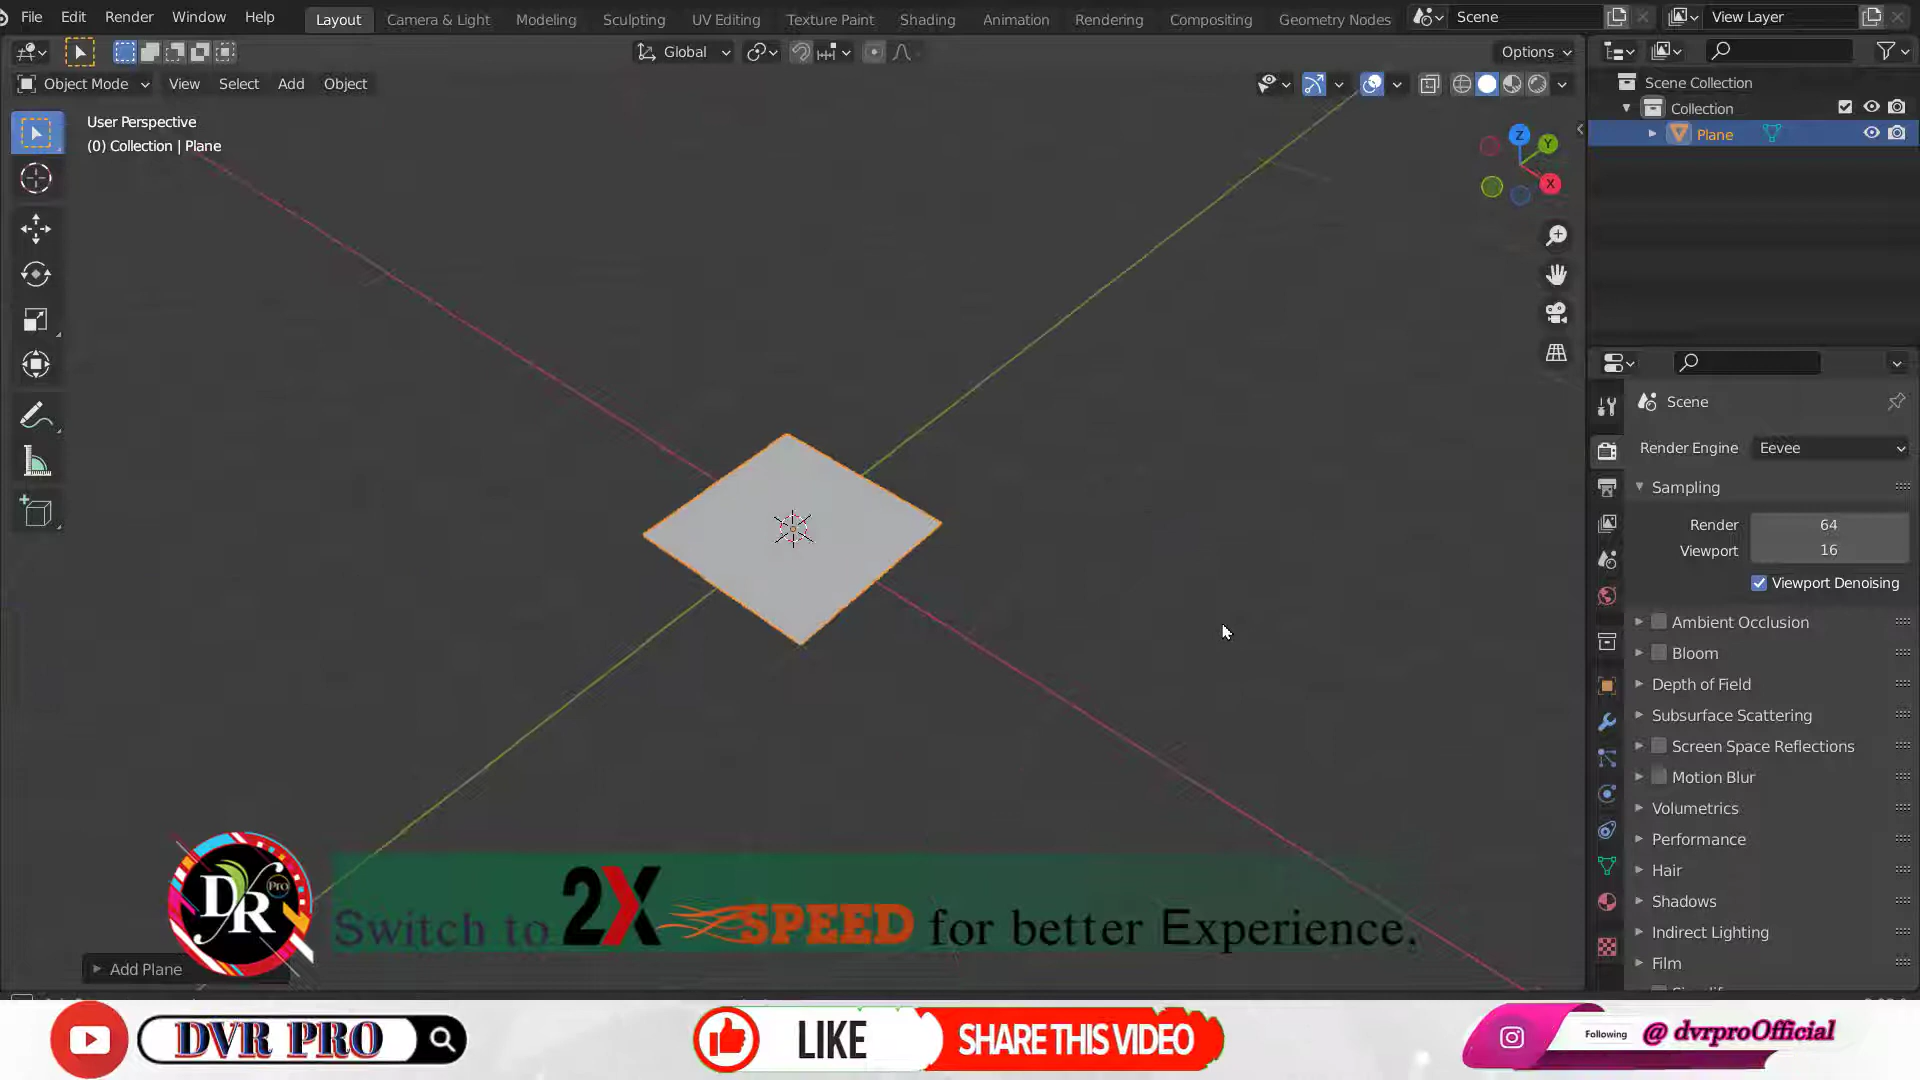 File Edit Render Window Help
Layout Camera & Light Modeling Sculpting UV Editing Texture Paint Shading Animation Rendering Compositing Geometry Nodes
Scene
View Layer
Global
Options
Object Mode View Select Add Object
User Perspective
(0) Collection | Plane
Z
Y
X
Scene Collection
Collection
Plane
Scene
Render Engine Eevee
Sampling
Render 64
Viewport 16
Viewport Denoising
Ambient Occlusion
Bloom
Depth of Field
Subsurface Scattering
Screen Space Reflections
Motion Blur
Volumetrics
Performance
Hair
Shadows
Indirect Lighting
Film
DR Pro
Switch to 2X SPEED for better Experience,
Add Plane
DVR PRO
LIKE
SHARE THIS VIDEO
Following
@ dvrproOfficial